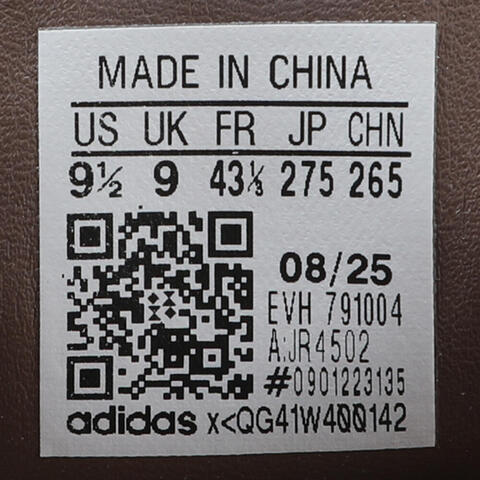 MADE IN CHINA
US UK FR JP CHN
9½ 9 43⅓ 275 265
08/25
EVH 791004
A:JR4502
#0901223135
adidas x<QG41W400142